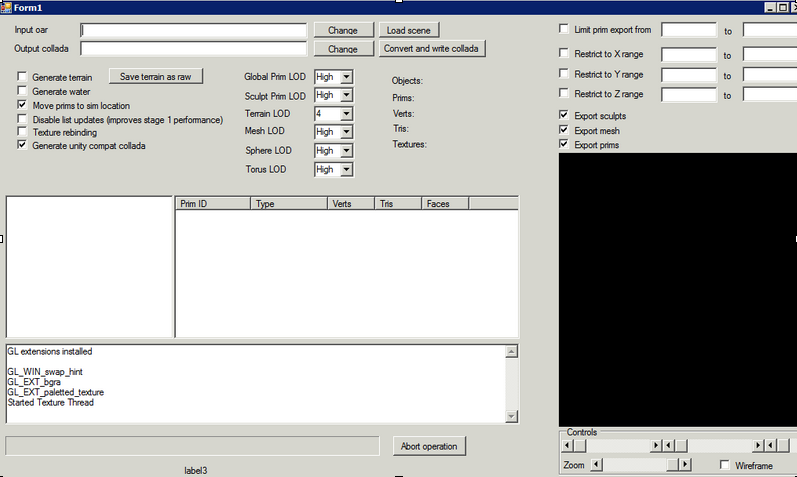 Form1
Input oar
Change
Load scene
Output collada
Change
Convert and write collada
Generate terrain
Save terrain as raw
Generate water
Move prims to sim location
Disable list updates (improves stage 1 performance)
Texture rebinding
Generate unity compat collada
Global Prim LOD High
Sculpt Prim LOD High
Terrain LOD 4
Mesh LOD High
Sphere LOD High
Torus LOD High
Objects:
Prims:
Verts:
Tris:
Textures:
Limit prim export from to
Restrict to X range to
Restrict to Y range to
Restrict to Z range to
Export sculpts
Export mesh
Export prims
Prim ID Type Verts Tris Faces
GL extensions installed
GL_WIN_swap_hint
GL_EXT_bgra
GL_EXT_paletted_texture
Started Texture Thread
Abort operation
label3
Controls
Zoom
Wireframe